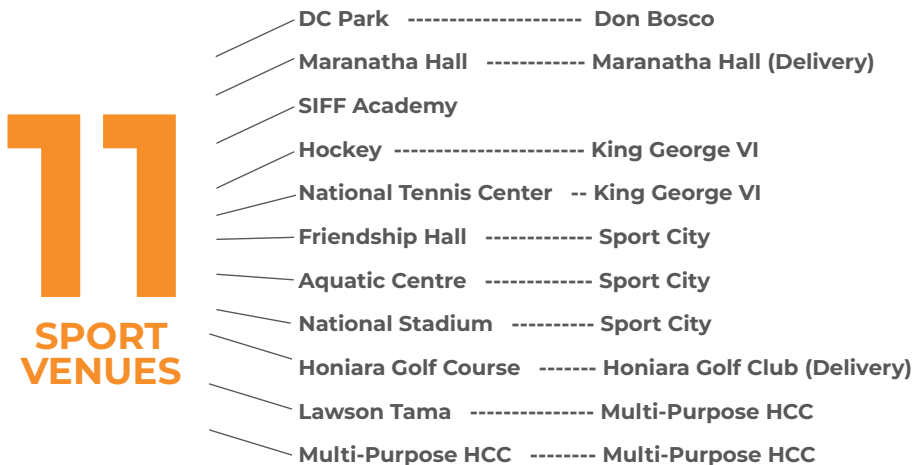 11
SPORT
VENUES
DC Park -------------------- Don Bosco
Maranatha Hall ------------ Maranatha Hall (Delivery)
SIFF Academy
Hockey ---------------------- King George VI
National Tennis Center -- King George VI
Friendship Hall ------------- Sport City
Aquatic Centre ------------- Sport City
National Stadium ---------- Sport City
Honiara Golf Course ------- Honiara Golf Club (Delivery)
Lawson Tama -------------- Multi-Purpose HCC
Multi-Purpose HCC -------- Multi-Purpose HCC